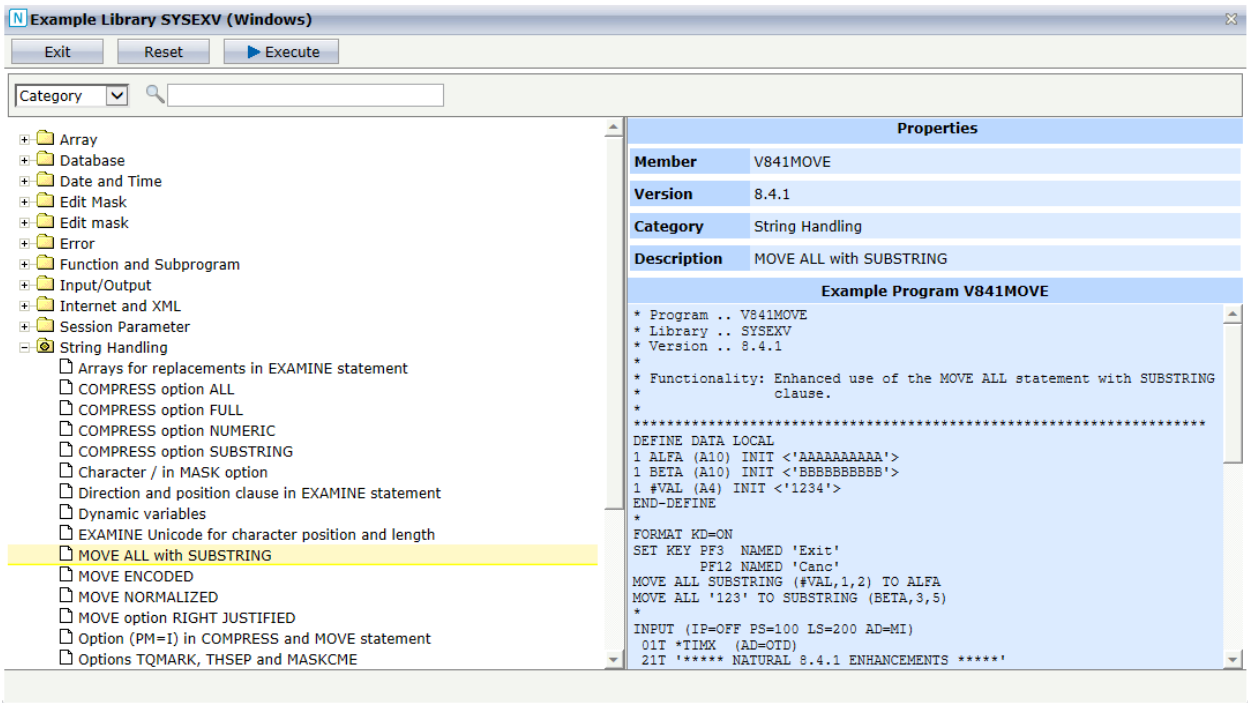 Example Library SYSEXV (Windows)
Exit Reset Execute
Category
Array
Database
Date and Time
Edit Mask
Edit mask
Error
Function and Subprogram
Input/Output
Internet and XML
Session Parameter
String Handling
Arrays for replacements in EXAMINE statement
COMPRESS option ALL
COMPRESS option FULL
COMPRESS option NUMERIC
COMPRESS option SUBSTRING
Character / in MASK option
Direction and position clause in EXAMINE statement
Dynamic variables
EXAMINE Unicode for character position and length
MOVE ALL with SUBSTRING
MOVE ENCODED
MOVE NORMALIZED
MOVE option RIGHT JUSTIFIED
Option (PM=I) in COMPRESS and MOVE statement
Options TQMARK, THSEP and MASKCME
Properties
Member V841MOVE
Version 8.4.1
Category String Handling
Description MOVE ALL with SUBSTRING
Example Program V841MOVE
* Program .. V841MOVE
* Library .. SYSEXV
* Version .. 8.4.1
*
* Functionality: Enhanced use of the MOVE ALL statement with SUBSTRING
* clause.
*
**********************************************************************
DEFINE DATA LOCAL
1 ALFA (A10) INIT <'AAAAAAAAAA'>
1 BETA (A10) INIT <'BBBBBBBBBB'>
1 #VAL (A4) INIT <'1234'>
END-DEFINE
*
FORMAT KD=ON
SET KEY PF3 NAMED 'Exit'
PF12 NAMED 'Canc'
MOVE ALL SUBSTRING (#VAL,1,2) TO ALFA
MOVE ALL '123' TO SUBSTRING (BETA,3,5)
*
INPUT (IP=OFF PS=100 LS=200 AD=MI)
01T *TIMX (AD=OTD)
21T '***** NATURAL 8.4.1 ENHANCEMENTS *****'